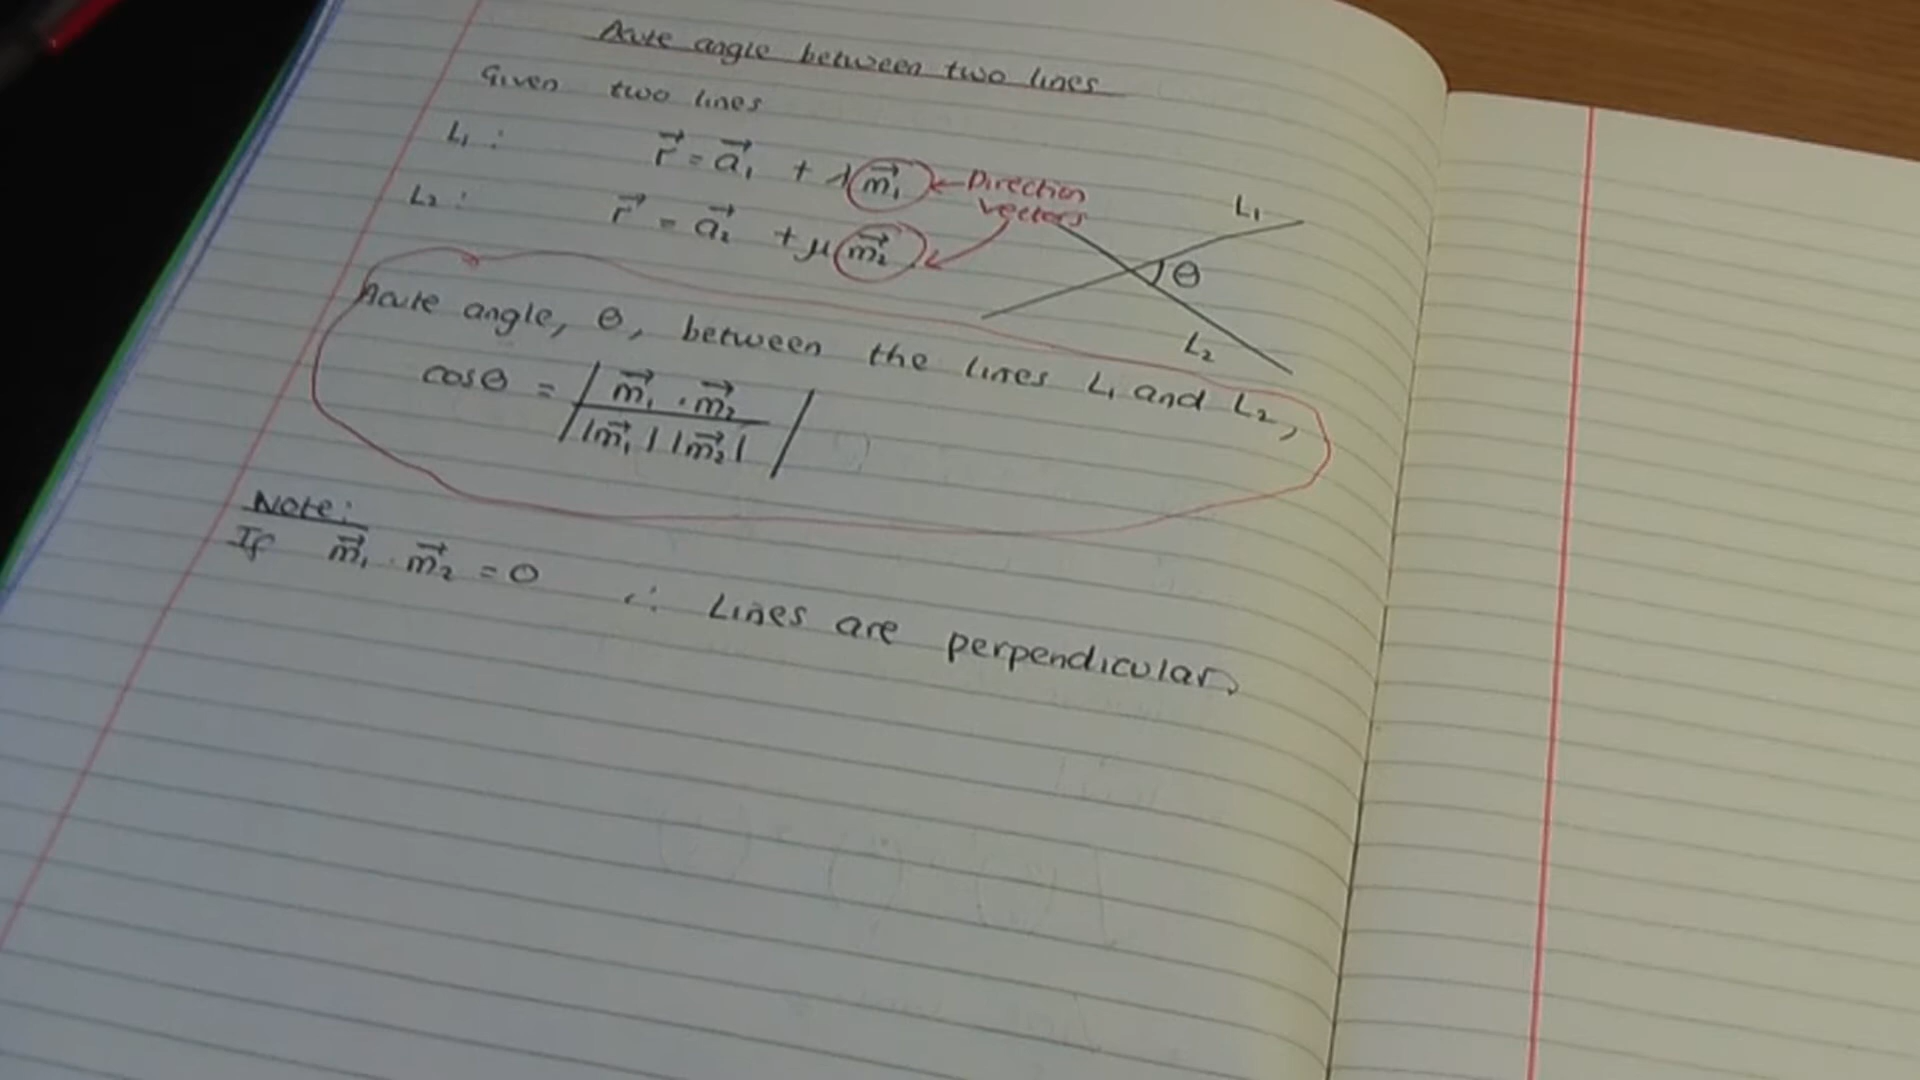 Acute angle between two lines
Given two lines
L₁ : r⃗ = a⃗₁ + λm⃗₁
Direction vectors
L₂ : r⃗ = a⃗₂ + μm⃗₂
L₁
θ
L₂
Acute angle, θ, between the lines L₁ and L₂,
cosθ = | m⃗₁ · m⃗₂ / |m⃗₁| |m⃗₂| |
Note:
If m⃗₁ · m⃗₂ = 0 ∴ Lines are perpendicular.